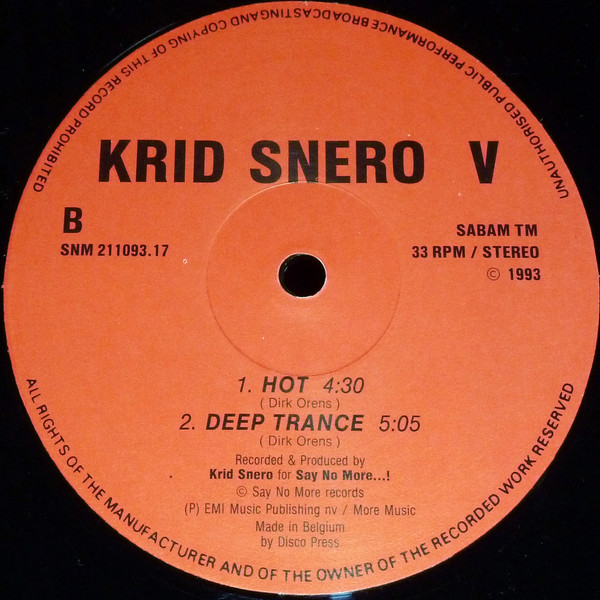 UNAUTHORISED PUBLIC PERFORMANCE BROADCASTING AND COPYING OF THIS RECORD PROHIBITED
KRID SNERO V
B
SNM 211093.17
SABAM TM
33 RPM / STEREO
© 1993
1. HOT 4:30
( Dirk Orens )
2. DEEP TRANCE 5:05
( Dirk Orens )
Recorded & Produced by
Krid Snero for Say No More...!
© Say No More records
(P) EMI Music Publishing nv / More Music
Made in Belgium
by Disco Press
ALL RIGHTS OF THE MANUFACTURER AND OF THE OWNER OF THE RECORDED WORK RESERVED